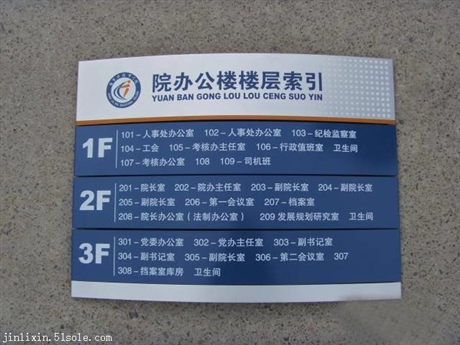 院办公楼楼层索引
YUAN BAN GONG LOU LOU CENG SUO YIN
1F
101－人事处办公室 102－人事处办公室 103－纪检监察室
104－工会 105－考核办主任室 106－行政值班室 卫生间
107－考核办公室 108 109－司机班
2F
201－院长室 202－院办主任室 203－副院长室 204－副院长室
205－副院长室 206－第一会议室 207－档案室
208－院长办公室（法制办公室） 209 发展规划研究室 卫生间
3F
301－党委办公室 302－党办主任室 303－副书记室
304－副书记室 305－副院长室 306－第二会议室 307
308－挡案室库房 卫生间
jinlixin.51sole.com